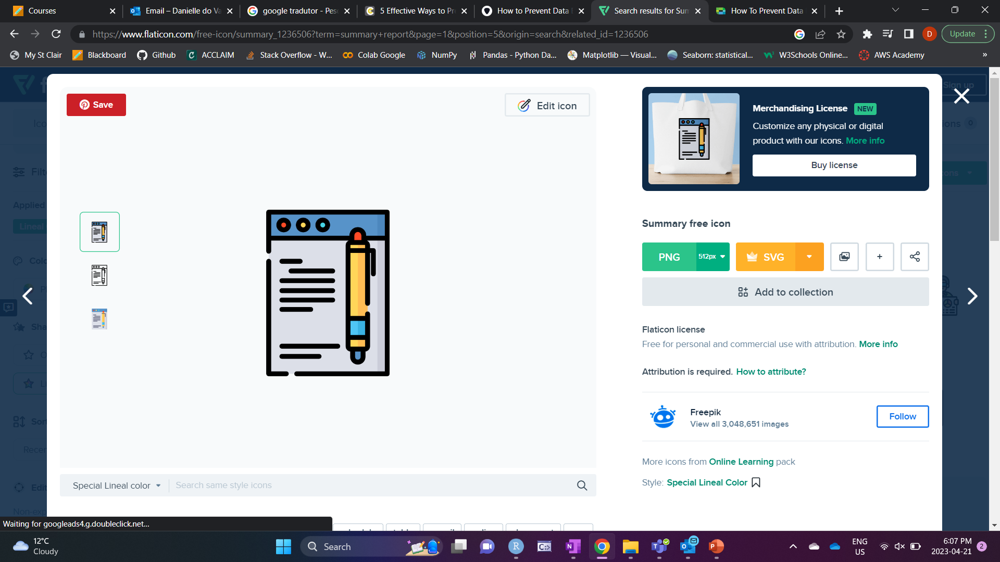 Courses
Email – Danielle do Va
google tradutor - Pes
5 Effective Ways to Pr
How to Prevent Data
Search results for Sum
How To Prevent Data
https://www.flaticon.com/free-icon/summary_1236506?term=summary+report&page=1&position=5&origin=search&related_id=1236506
D
Update
My St Clair
Blackboard
Github
ACCLAIM
Stack Overflow - W...
Colab Google
NumPy
Pandas - Python Da...
Matplotlib — Visual...
Seaborn: statistical...
W3Schools Online...
AWS Academy
»
Sign up
Save
Edit icon
Merchandising License NEW
Customize any physical or digital
product with our icons. More info
Buy license
Applied
Lineal
Summary free icon
PNG 512px
SVG
+
Add to collection
Flaticon license
Free for personal and commercial use with attribution. More info
Attribution is required. How to attribute?
Freepik
View all 3,048,651 images
Follow
More icons from Online Learning pack
Style: Special Lineal Color
Special Lineal color
Search same style icons
Waiting for googleads4.g.doubleclick.net...
12°C
Cloudy
Search
ENG
US
6:07 PM
2023-04-21
2